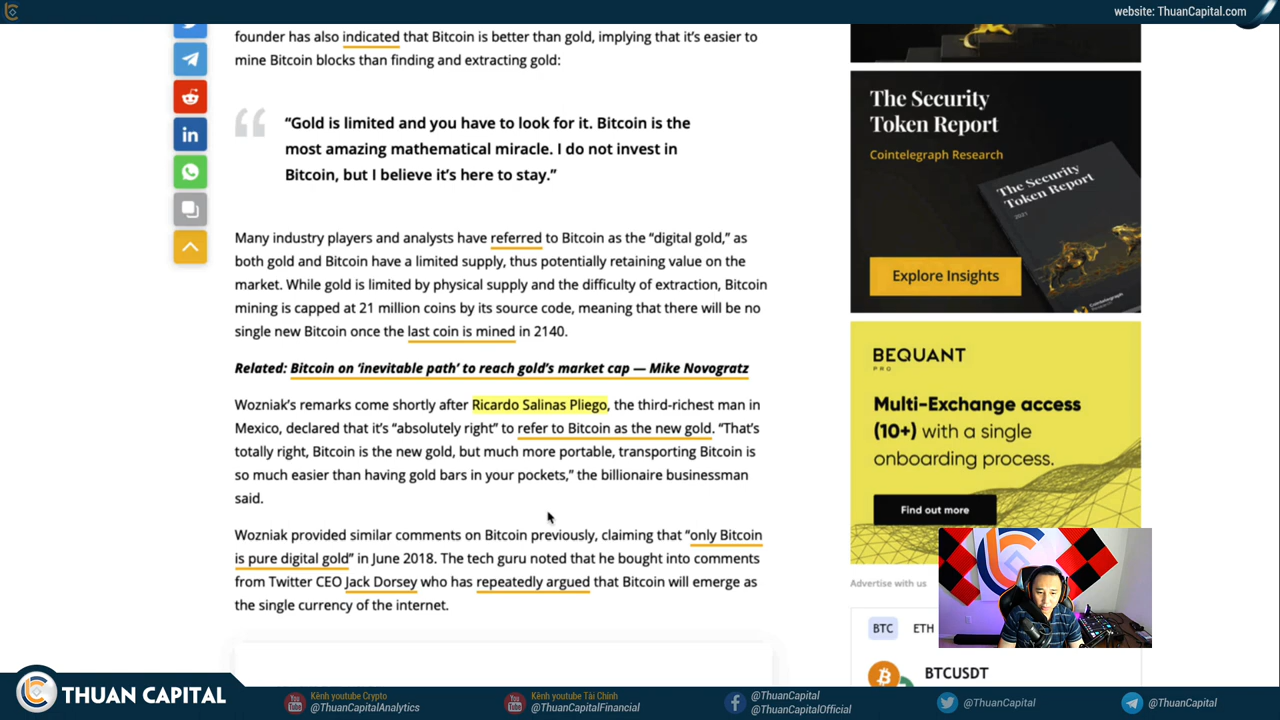 website: ThuanCapital.com
founder has also indicated that Bitcoin is better than gold, implying that it's easier to
mine Bitcoin blocks than finding and extracting gold:
“Gold is limited and you have to look for it. Bitcoin is the
most amazing mathematical miracle. I do not invest in
Bitcoin, but I believe it’s here to stay.”
Many industry players and analysts have referred to Bitcoin as the “digital gold,” as
both gold and Bitcoin have a limited supply, thus potentially retaining value on the
market. While gold is limited by physical supply and the difficulty of extraction, Bitcoin
mining is capped at 21 million coins by its source code, meaning that there will be no
single new Bitcoin once the last coin is mined in 2140.
Related: Bitcoin on ‘inevitable path’ to reach gold’s market cap — Mike Novogratz
Wozniak’s remarks come shortly after Ricardo Salinas Pliego, the third-richest man in
Mexico, declared that it’s “absolutely right” to refer to Bitcoin as the new gold. “That’s
totally right, Bitcoin is the new gold, but much more portable, transporting Bitcoin is
so much easier than having gold bars in your pockets,” the billionaire businessman
said.
Wozniak provided similar comments on Bitcoin previously, claiming that “only Bitcoin
is pure digital gold” in June 2018. The tech guru noted that he bought into comments
from Twitter CEO Jack Dorsey who has repeatedly argued that Bitcoin will emerge as
the single currency of the internet.
in
The Security
Token Report
Cointelegraph Research
The Security
Token Report
2021
Cointelegraph
Explore Insights
BEQUANT
PRO
Multi-Exchange access
(10+) with a single
onboarding process.
Find out more
Advertise with us
BTC ETH
BTCUSDT
THUAN CAPITAL
Kênh youtube Crypto
@ThuanCapitalAnalytics
Kênh youtube Tài Chính
@ThuanCapitalFinancial
@ThuanCapital
@ThuanCapitalOfficial
@ThuanCapital
@ThuanCapital